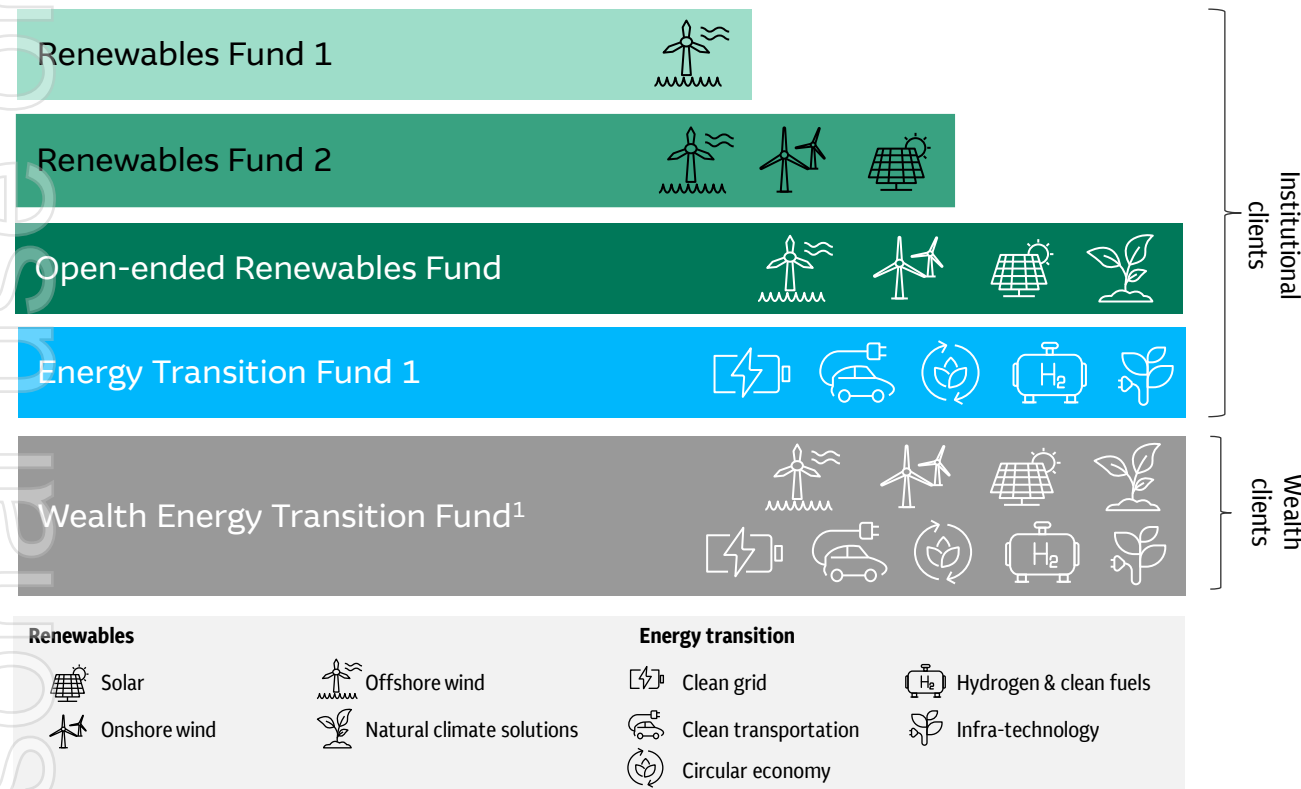 Renewables Fund 1
Renewables Fund 2
Open-ended Renewables Fund
Energy Transition Fund 1
H2
Institutional
clients
Wealth Energy Transition Fund1
H2
Wealth
clients
Renewables
Energy transition
Solar
Offshore wind
Clean grid
H2
Hydrogen & clean fuels
Onshore wind
Natural climate solutions
Clean transportation
Infra-technology
Circular economy